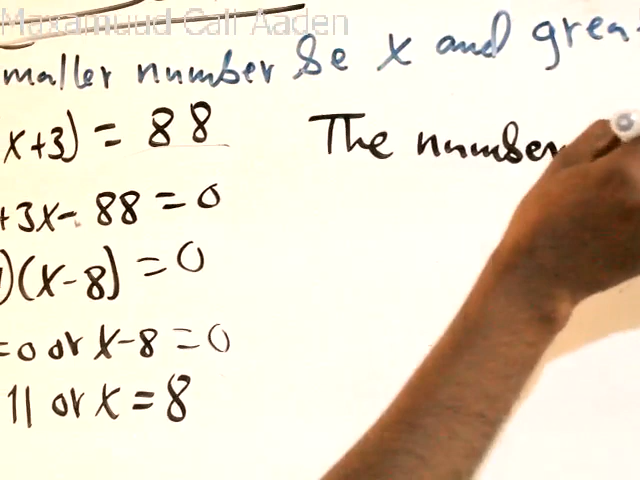 Maxamuud Cali Aaden
maller number be x and grea-
x+3) = 88
+3x - 88 = 0
)(x-8) = 0
=0 or x-8 = 0
11 or x = 8
The number